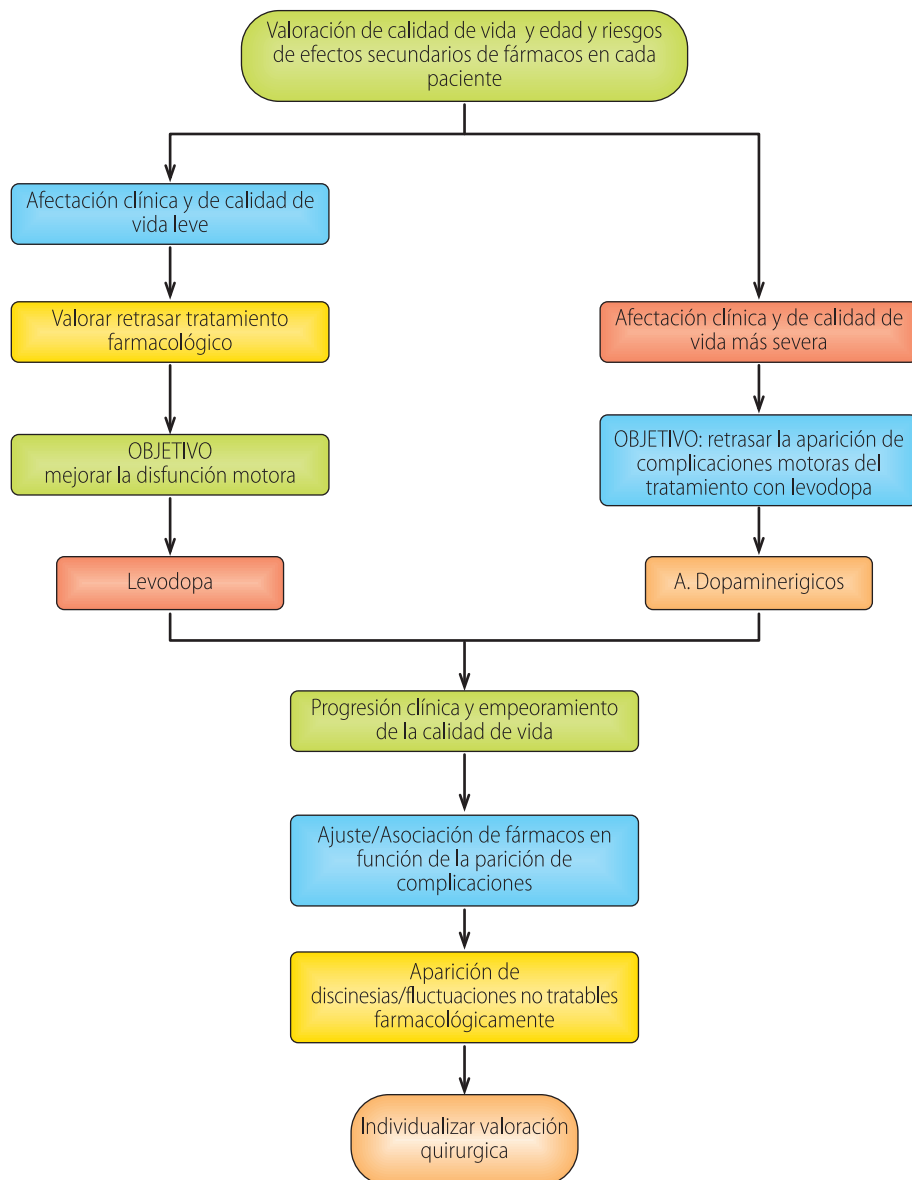 Valoración de calidad de vida y edad y riesgos
de efectos secundarios de fármacos en cada
paciente
Afectación clínica y de calidad de
vida leve
Valorar retrasar tratamiento
farmacológico
OBJETIVO
mejorar la disfunción motora
Levodopa
Afectación clínica y de calidad de
vida más severa
OBJETIVO: retrasar la aparición de
complicaciones motoras del
tratamiento con levodopa
A. Dopaminerigicos
Progresión clínica y empeoramiento
de la calidad de vida
Ajuste/Asociación de fármacos en
función de la parición de
complicaciones
Aparición de
discinesias/fluctuaciones no tratables
farmacológicamente
Individualizar valoración
quirurgica